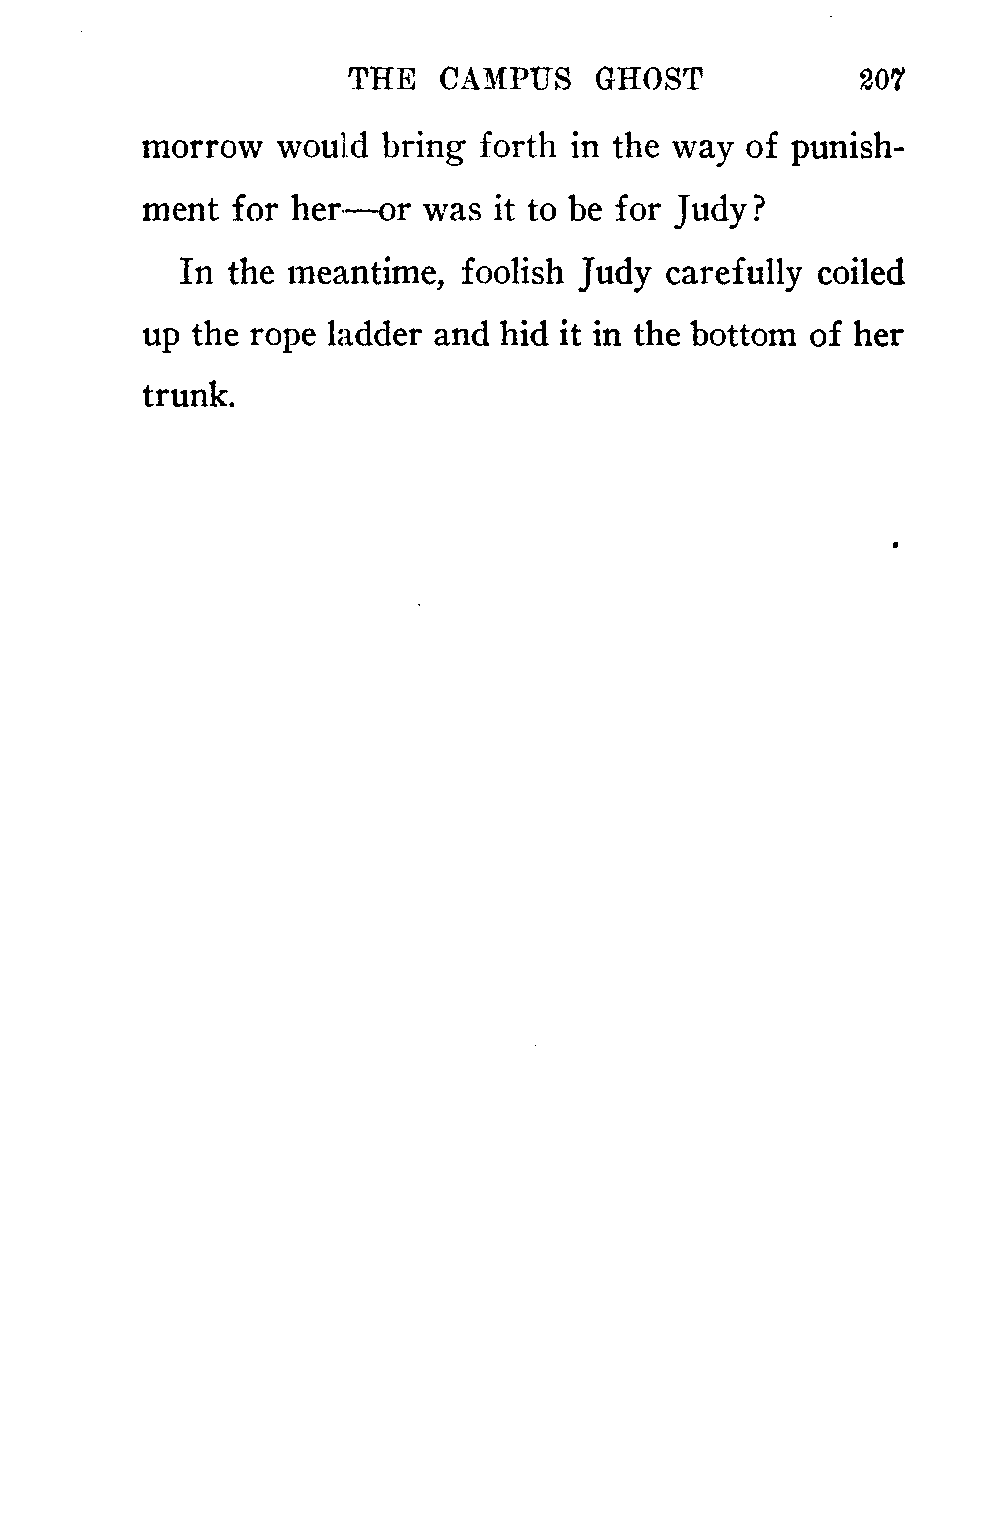 THE CAMPUS GHOST 207
morrow would bring forth in the way of punish-
ment for her—or was it to be for Judy?
In the meantime, foolish Judy carefully coiled
up the rope ladder and hid it in the bottom of her
trunk.